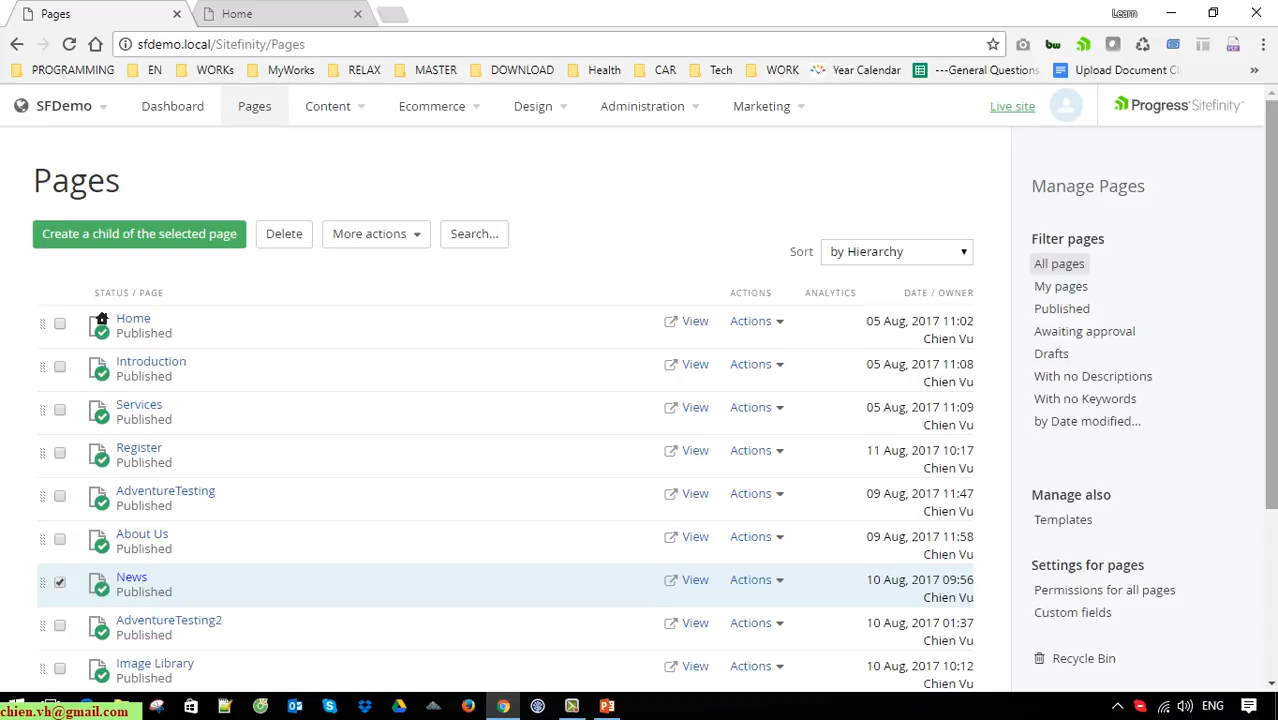 Pages
Home
Learn
sfdemo.local/Sitefinity/Pages
PROGRAMMING EN WORKs MyWorks RELAX MASTER DOWNLOAD Health CAR Tech WORK Year Calendar ---General Questions Upload Document Cl
SFDemo Dashboard Pages Content Ecommerce Design Administration Marketing Live site Progress Sitefinity
Pages
Create a child of the selected page Delete More actions Search...
Sort by Hierarchy
STATUS / PAGE ACTIONS ANALYTICS DATE / OWNER
Home View Actions 05 Aug, 2017 11:02
Published Chien Vu
Introduction View Actions 05 Aug, 2017 11:08
Published Chien Vu
Services View Actions 05 Aug, 2017 11:09
Published Chien Vu
Register View Actions 11 Aug, 2017 10:17
Published Chien Vu
AdventureTesting View Actions 09 Aug, 2017 11:47
Published Chien Vu
About Us View Actions 09 Aug, 2017 11:58
Published Chien Vu
News View Actions 10 Aug, 2017 09:56
Published Chien Vu
AdventureTesting2 View Actions 10 Aug, 2017 01:37
Published Chien Vu
Image Library View Actions 10 Aug, 2017 10:12
Published Chien Vu
Manage Pages
Filter pages
All pages
My pages
Published
Awaiting approval
Drafts
With no Descriptions
With no Keywords
by Date modified...
Manage also
Templates
Settings for pages
Permissions for all pages
Custom fields
Recycle Bin
chien.vh@gmail.com
ENG